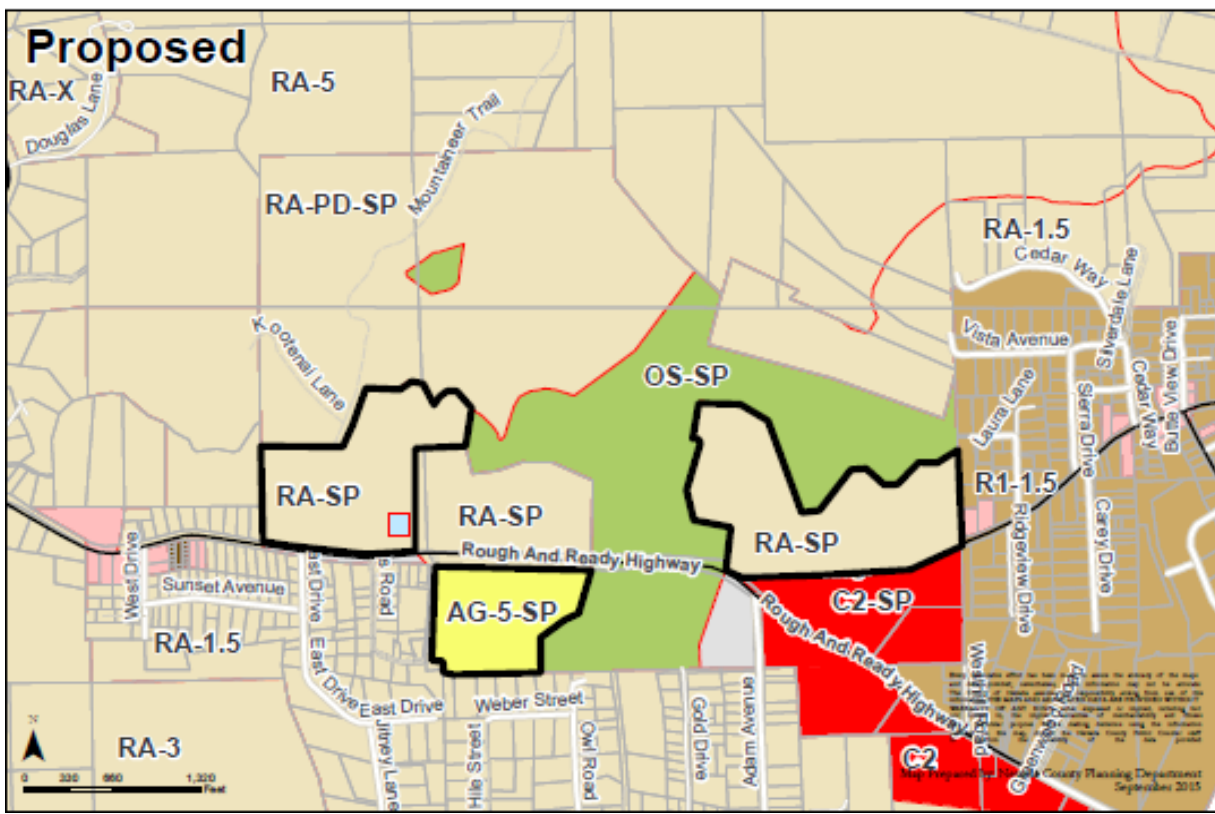 Proposed
RA-X
RA-5
Douglas Lane
Mountaineer Trail
RA-PD-SP
RA-1.5
Cedar Way
Silverdale Lane
Kootenai Lane
Vista Avenue
Butte View Drive
OS-SP
Laura Lane
Sierra Drive
Cedar Way
RA-SP
RA-SP
RA-SP
R1-1.5
Rough And Ready Highway
West Drive
Sunset Avenue
East Drive
Road
AG-5-SP
C2-SP
Ridgeview Drive
Carey Drive
RA-1.5
East Drive
Rough And Ready Highway
East Drive
Weber Street
Gold Drive
Adam Avenue
Road
RA-3
Jitney Lane
Hile Street
Owl Road
C2
N
0 330 660 1,320
Feet
Map Prepared by: Nevada County Planning Department
September 2015